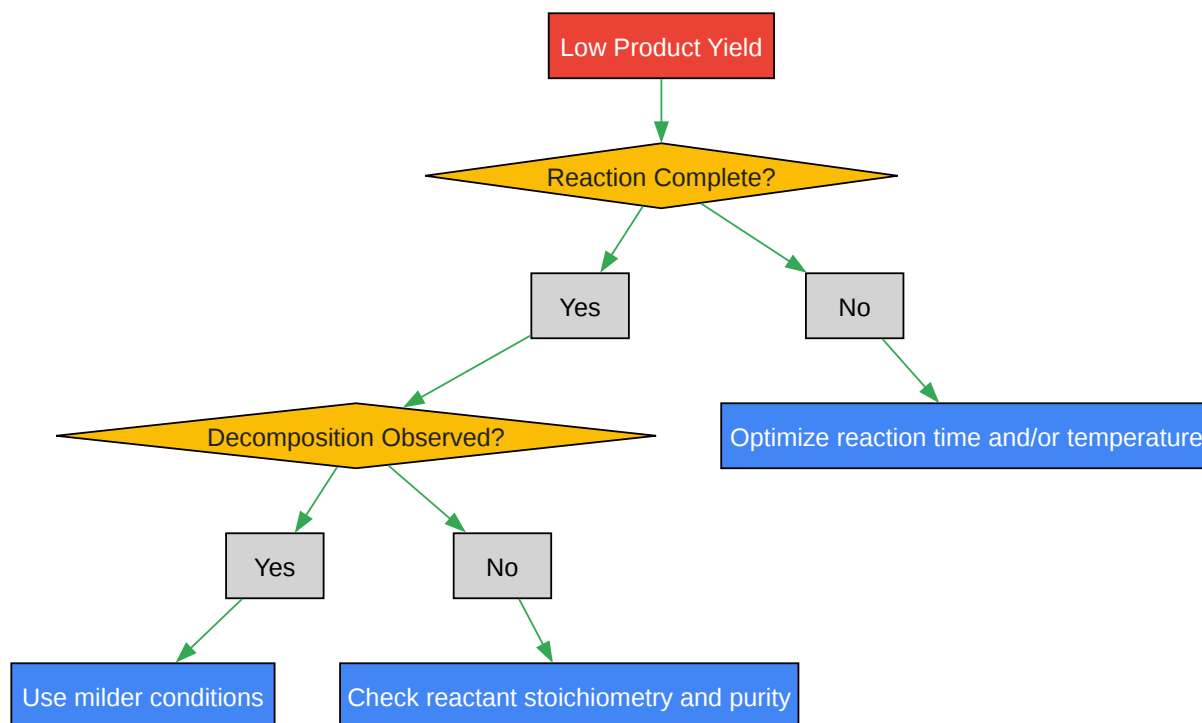 Low Product Yield
Reaction Complete?
Yes
No
Decomposition Observed?
Optimize reaction time and/or temperature
Yes
No
Use milder conditions
Check reactant stoichiometry and purity